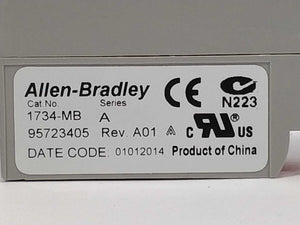 Allen-Bradley
Cat.No. Series
1734-MB A
95723405 Rev. A01
DATE CODE: 01012014 Product of China
CE
N223
C UL US